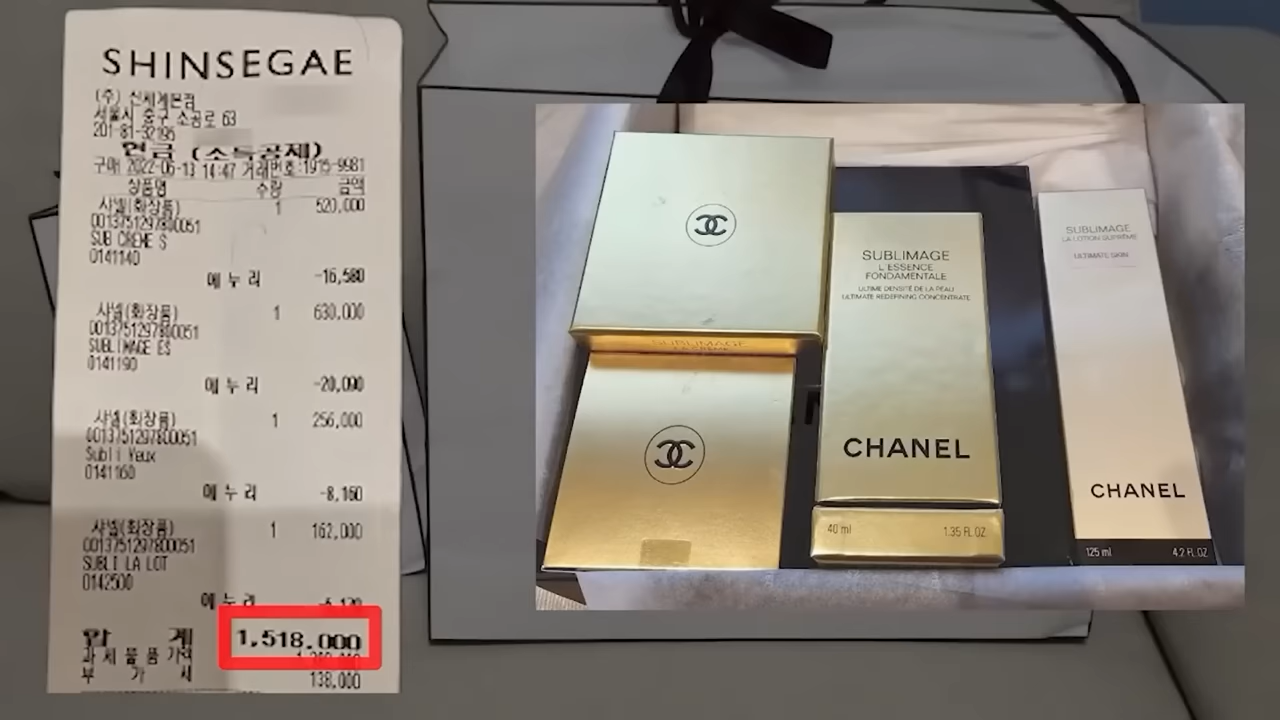 SHINSEGAE
(주) 신세계본점
서울시 중구 소공로 63
201-81-32195
현금 (소득공제)
구매 2022-06-13 14:47 거래번호:1915-9981
상품명 수량 금액
샤넬(화장품) 1 520,000
0013751297800051
SUB CREME S
0141140
에누리 -16,580
샤넬(화장품) 1 630,000
0013751297800051
SUBLIMAGE ES
0141190
에누리 -20,090
샤넬(화장품) 1 256,000
0013751297800051
Subli Yeux
0141160
에누리 -8,160
샤넬(화장품) 1 162,000
0013751297800051
SUBLI LA LOT
0142500
에누리
합 계 1,518,000
과세물품가액
부 가 세 138,000
SUBLIMAGE
SUBLIMAGE
L'ESSENCE
FONDAMENTALE
ULTIME DENSITÉ DE LA PEAU
ULTIMATE REDEFINING CONCENTRATE
CHANEL
40 ml 1.35 FL. OZ.
SUBLIMAGE
LA LOTION SUPRÊME
ULTIMATE SKIN
CHANEL
125 ml 4.2 FL. OZ.